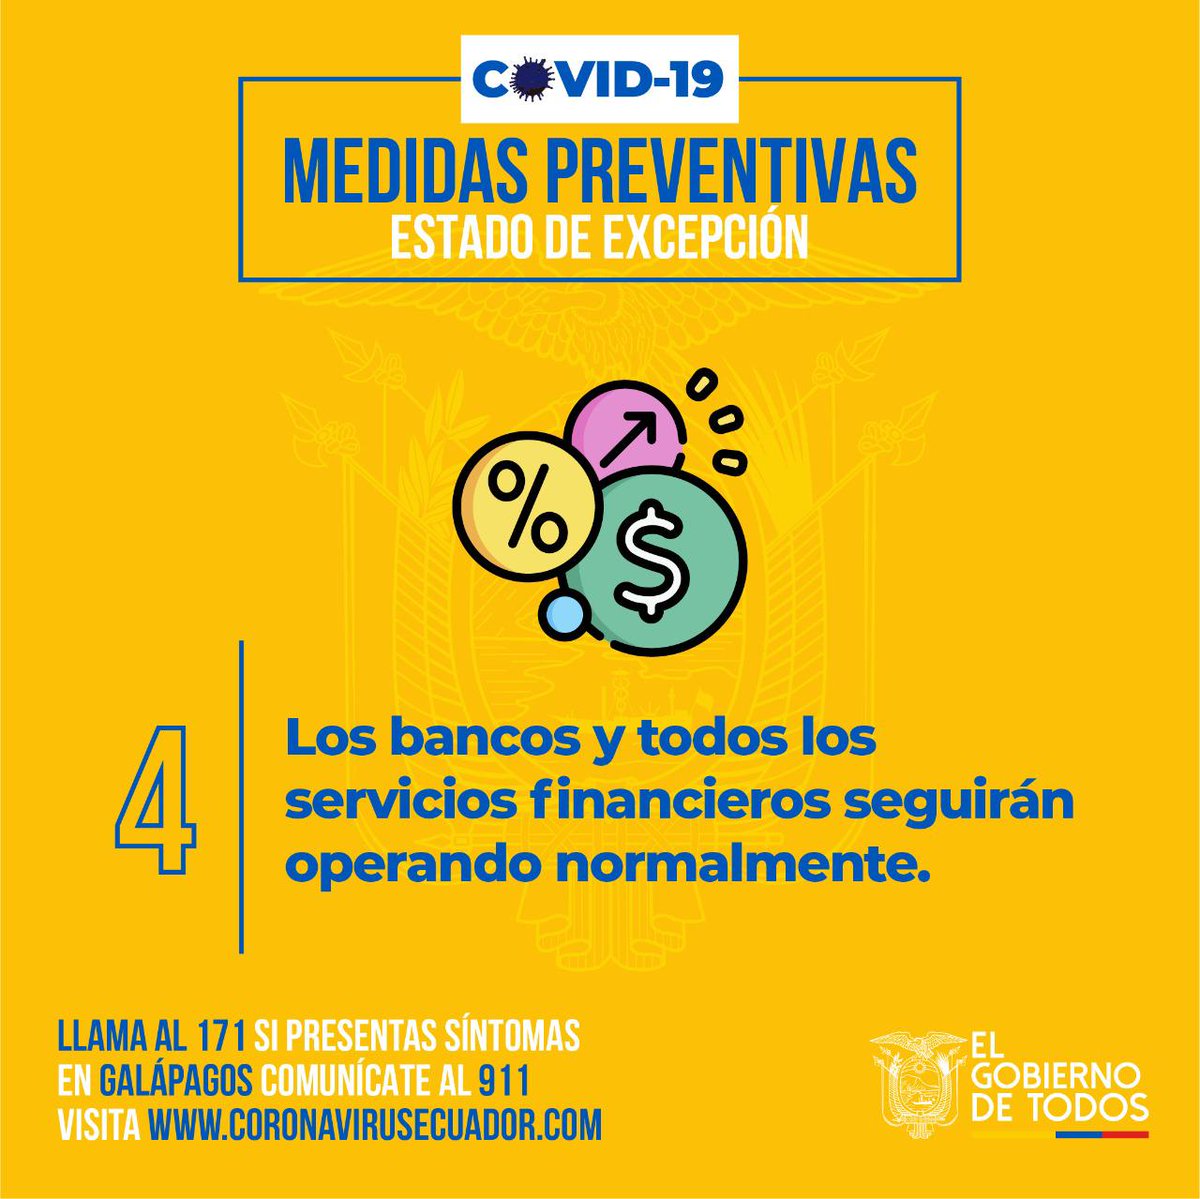 COVID-19
MEDIDAS PREVENTIVAS
ESTADO DE EXCEPCIÓN
%
$
4
Los bancos y todos los
servicios financieros seguirán
operando normalmente.
LLAMA AL 171 SI PRESENTAS SÍNTOMAS
EN GALÁPAGOS COMUNÍCATE AL 911
VISITA WWW.CORONAVIRUSECUADOR.COM
EL
GOBIERNO
DE TODOS